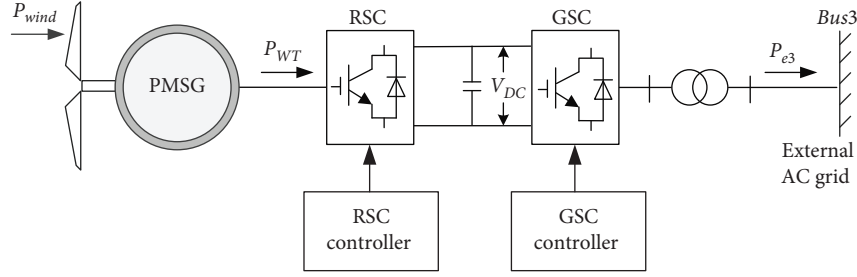 P_wind
RSC
GSC
Bus3
P_WT
P_e3
PMSG
V_DC
External
AC grid
RSC
controller
GSC
controller